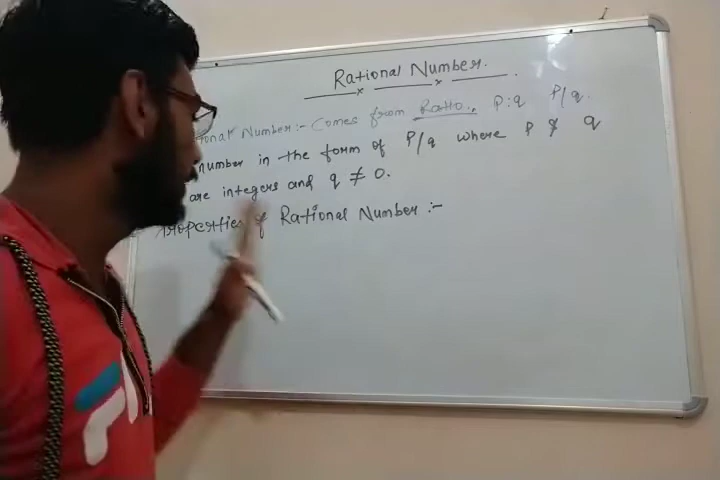 Rational Number.
Number:- Comes from Ratio. P:q P/q.
number in the form of P/q where P & q
are integers and q ≠ 0.
Properties of Rational Number:-